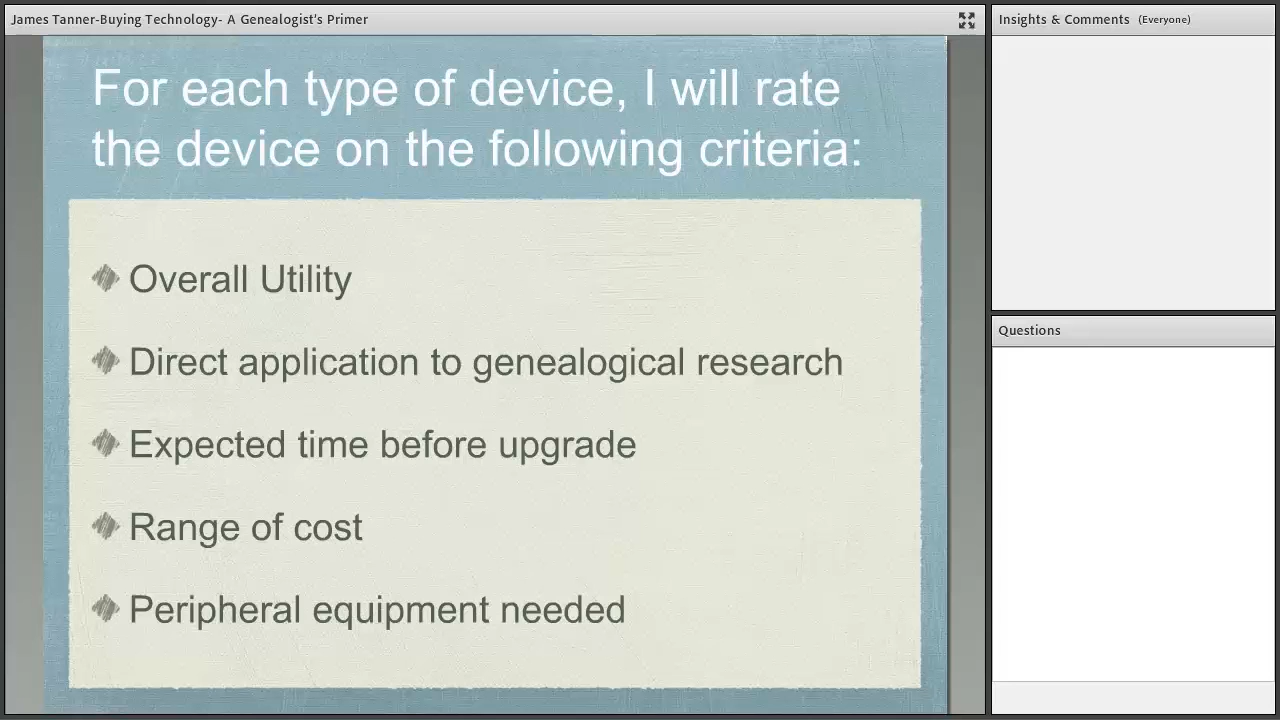 James Tanner-Buying Technology- A Genealogist's Primer
Insights & Comments (Everyone)
For each type of device, I will rate
the device on the following criteria:
Overall Utility
Direct application to genealogical research
Expected time before upgrade
Range of cost
Peripheral equipment needed
Questions